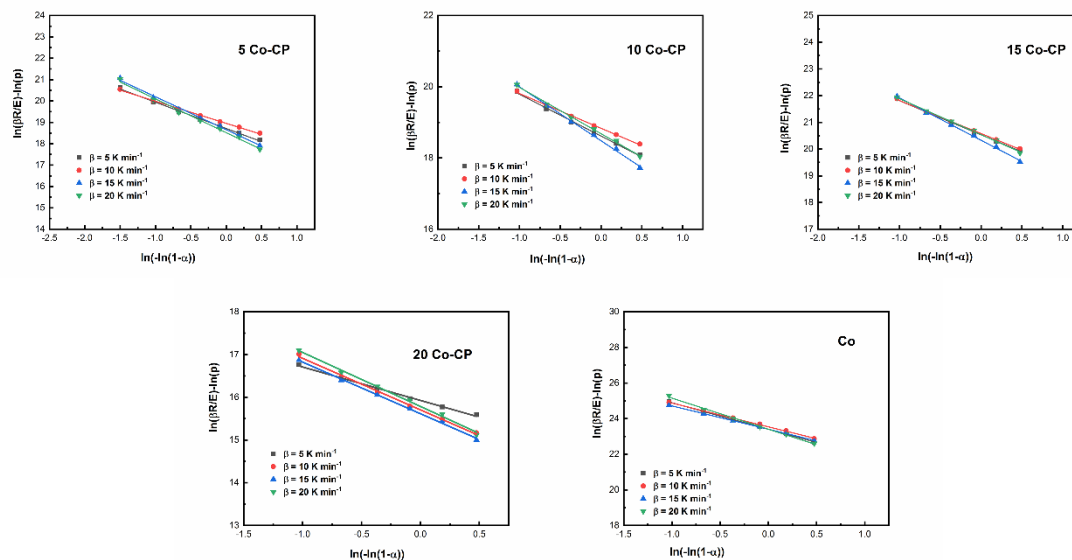 24
23
22
21
20
19
18
17
16
15
14
5 Co-CP
β = 5 K min⁻¹
β = 10 K min⁻¹
β = 15 K min⁻¹
β = 20 K min⁻¹
-2.5 -2.0 -1.5 -1.0 -0.5 0.0 0.5 1.0
ln(-ln(1-α))
ln(βR/E)-ln(p)
22
20
18
16
10 Co-CP
β = 5 K min⁻¹
β = 10 K min⁻¹
β = 15 K min⁻¹
β = 20 K min⁻¹
-2.0 -1.5 -1.0 -0.5 0.0 0.5 1.0
ln(-ln(1-α))
ln(βR/E)-ln(p)
25
24
23
22
21
20
19
18
17
15 Co-CP
β = 5 K min⁻¹
β = 10 K min⁻¹
β = 15 K min⁻¹
β = 20 K min⁻¹
-2.0 -1.5 -1.0 -0.5 0.0 0.5 1.0
ln(-ln(1-α))
ln(βR/E)-ln(p)
18
17
16
15
14
13
20 Co-CP
β = 5 K min⁻¹
β = 10 K min⁻¹
β = 15 K min⁻¹
β = 20 K min⁻¹
-1.5 -1.0 -0.5 0.0 0.5
ln(-ln(1-α))
ln(βR/E)-ln(p)
30
28
26
24
22
20
18
Co
β = 5 K min⁻¹
β = 10 K min⁻¹
β = 15 K min⁻¹
β = 20 K min⁻¹
-1.5 -1.0 -0.5 0.0 0.5 1.0
ln(-ln(1-α))
ln(βR/E)-ln(p)